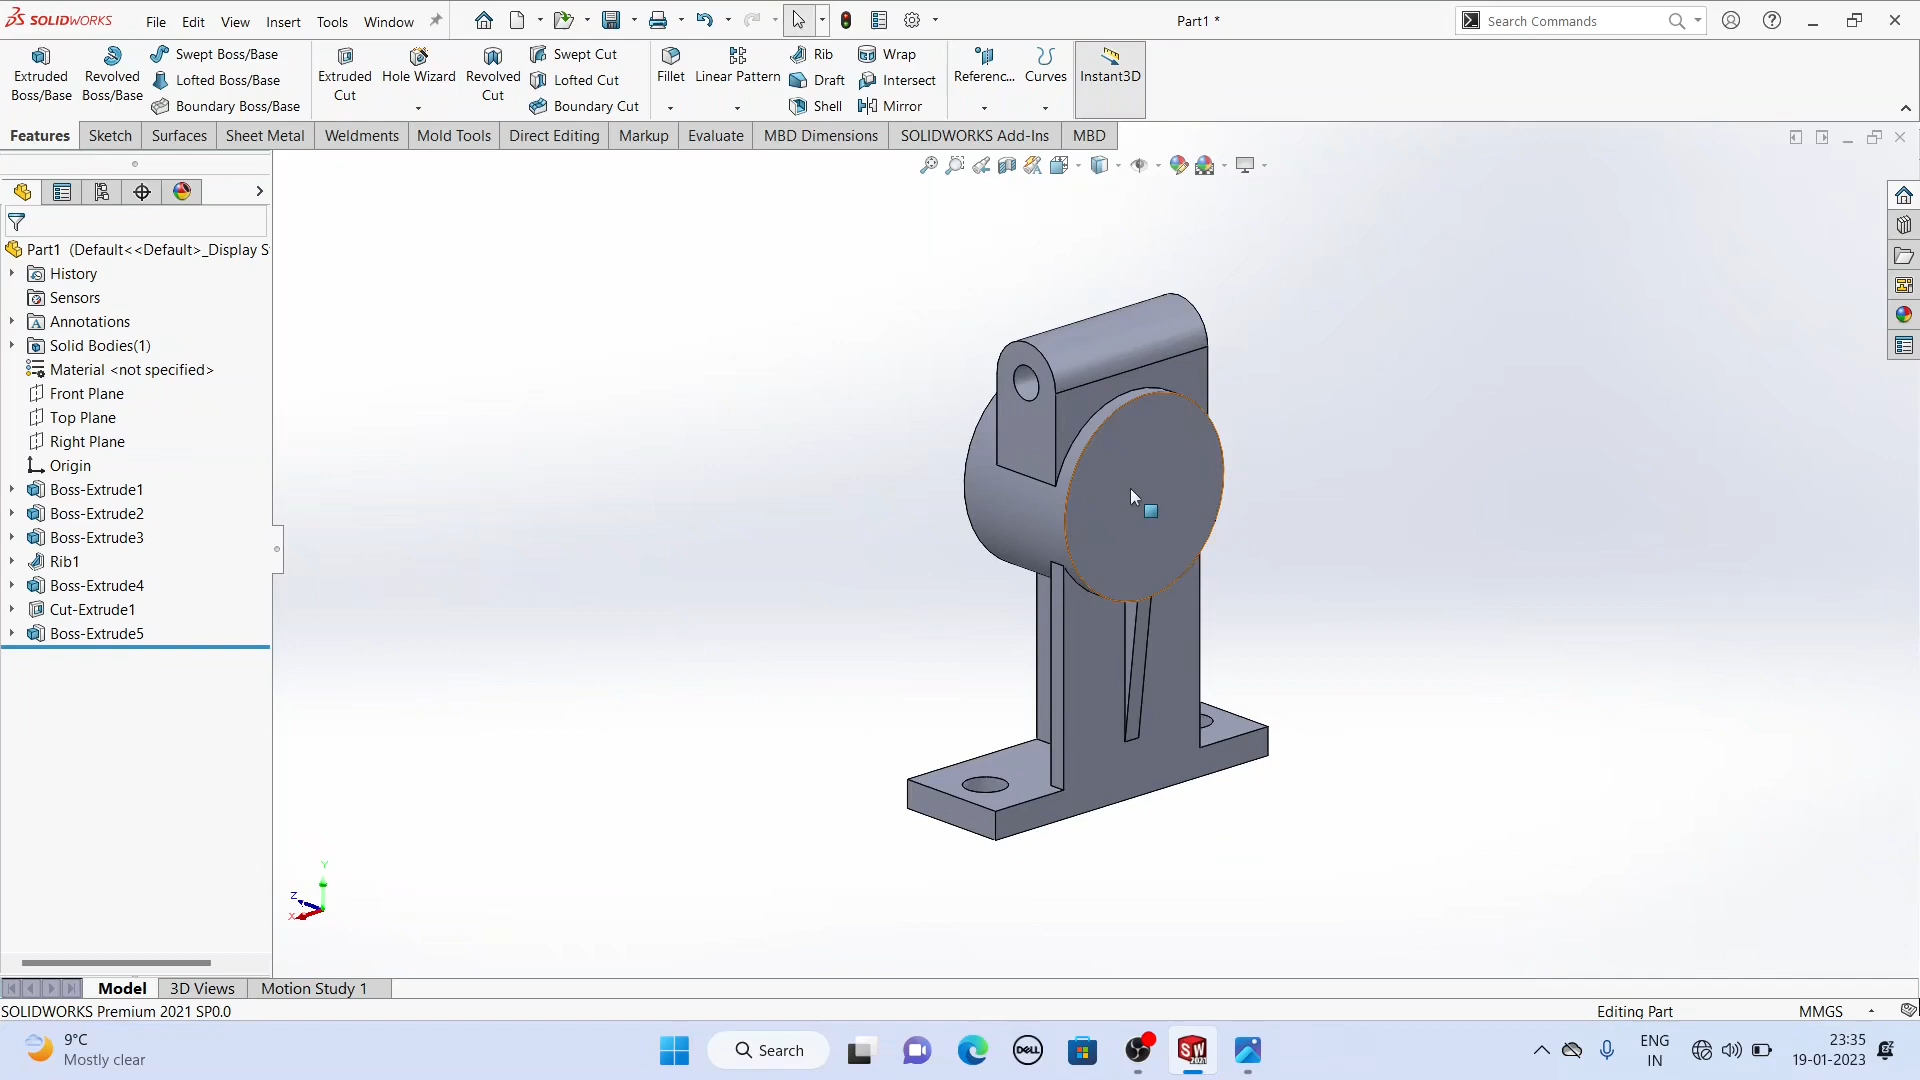 SOLIDWORKS File Edit View Insert Tools Window Part1 * Search Commands
Extruded Boss/Base
Revolved Boss/Base
Swept Boss/Base
Lofted Boss/Base
Boundary Boss/Base
Extruded Cut
Hole Wizard
Revolved Cut
Swept Cut
Lofted Cut
Boundary Cut
Fillet
Linear Pattern
Rib
Draft
Shell
Wrap
Intersect
Mirror
Referenc...
Curves
Instant3D
Features Sketch Surfaces Sheet Metal Weldments Mold Tools Direct Editing Markup Evaluate MBD Dimensions SOLIDWORKS Add-Ins MBD
Part1 (Default<<Default>_Display S
History
Sensors
Annotations
Solid Bodies(1)
Material <not specified>
Front Plane
Top Plane
Right Plane
Origin
Boss-Extrude1
Boss-Extrude2
Boss-Extrude3
Rib1
Boss-Extrude4
Cut-Extrude1
Boss-Extrude5
Y
Z
X
Model 3D Views Motion Study 1
SOLIDWORKS Premium 2021 SP0.0 Editing Part MMGS
9°C
Mostly clear
Search
DELL
SW
2021
ENG
IN
23:35
19-01-2023